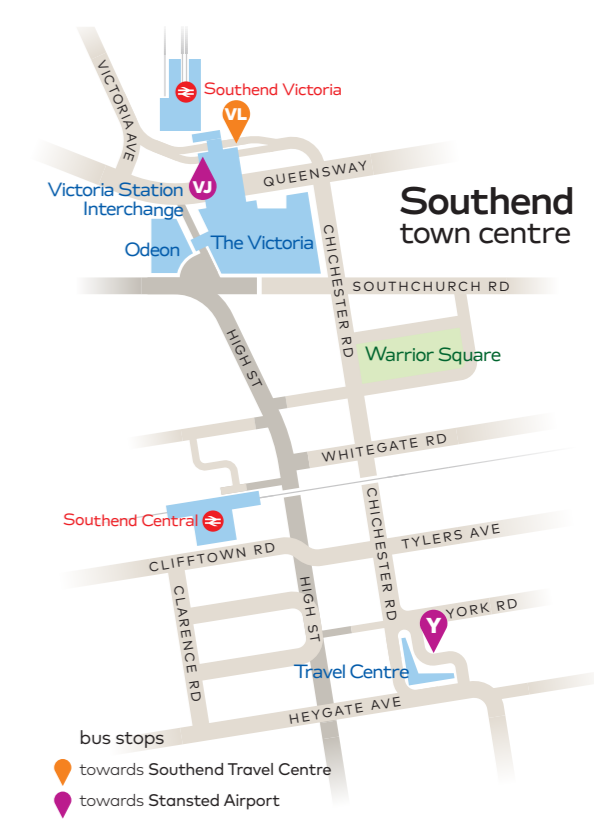 VICTORIA AVE
Southend Victoria
VL
QUEENSWAY
VJ
Victoria Station
Interchange
Southend
town centre
Odeon
The Victoria
CHICHESTER RD
SOUTHCHURCH RD
HIGH ST
Warrior Square
WHITEGATE RD
Southend Central
CHICHESTER RD
TYLERS AVE
CLIFFTOWN RD
CLARENCE RD
HIGH ST
Y
YORK RD
Travel Centre
HEYGATE AVE
bus stops
towards Southend Travel Centre
towards Stansted Airport